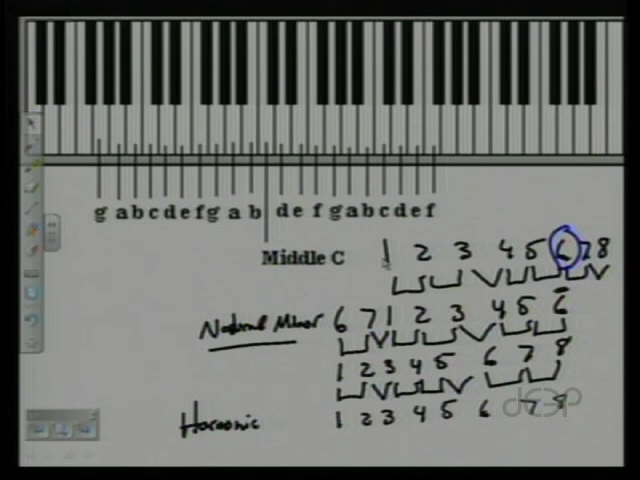 g a b c d e f g a b d e f g a b c d e f
Middle C
1 2 3 4 5 6 7 8
Natural Minor 6 7 1 2 3 4 5 6
1 2 3 4 5 6 7 8
Harmonic 1 2 3 4 5 6 7 8
deep